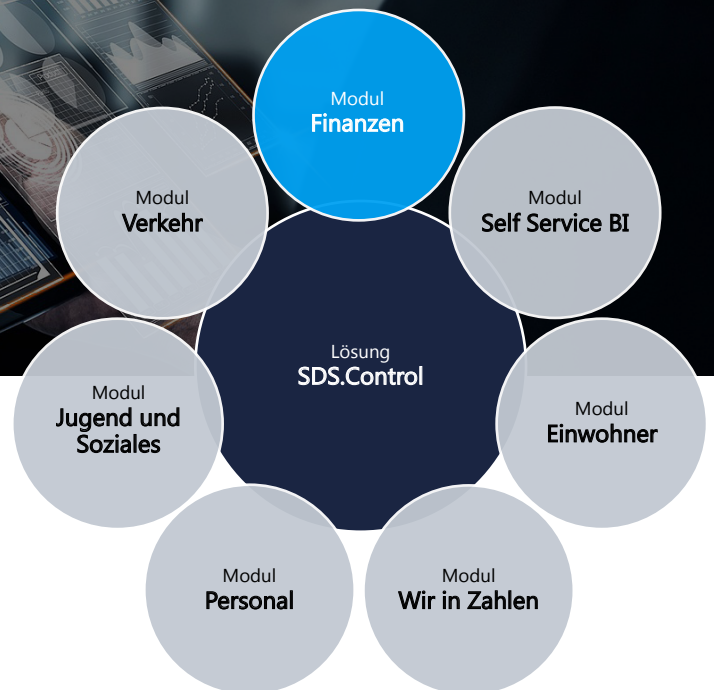 Modul
Finanzen
Modul
Verkehr
Modul
Self Service BI
Lösung
SDS.Control
Modul
Jugend und
Soziales
Modul
Einwohner
Modul
Personal
Modul
Wir in Zahlen